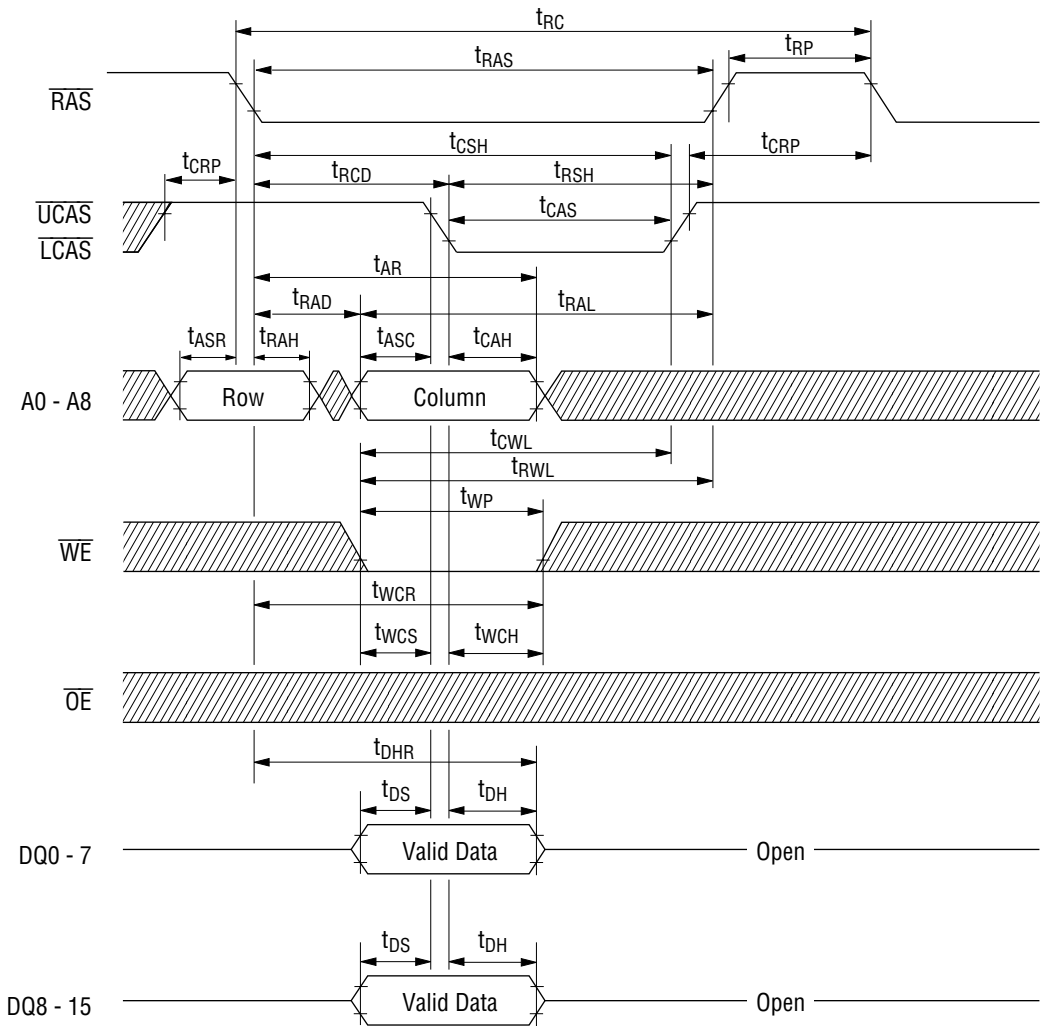 tRC
tRP
tRAS
RAS
tCSH
tCRP
tCRP
tRCD
tRSH
UCAS
tCAS
LCAS
tAR
tRAD
tRAL
tASR
tRAH
tASC
tCAH
A0 - A8
Row
Column
tCWL
tRWL
tWP
WE
tWCR
tWCS
tWCH
OE
tDHR
tDS
tDH
DQ0 - 7
Valid Data
Open
tDS
tDH
DQ8 - 15
Valid Data
Open